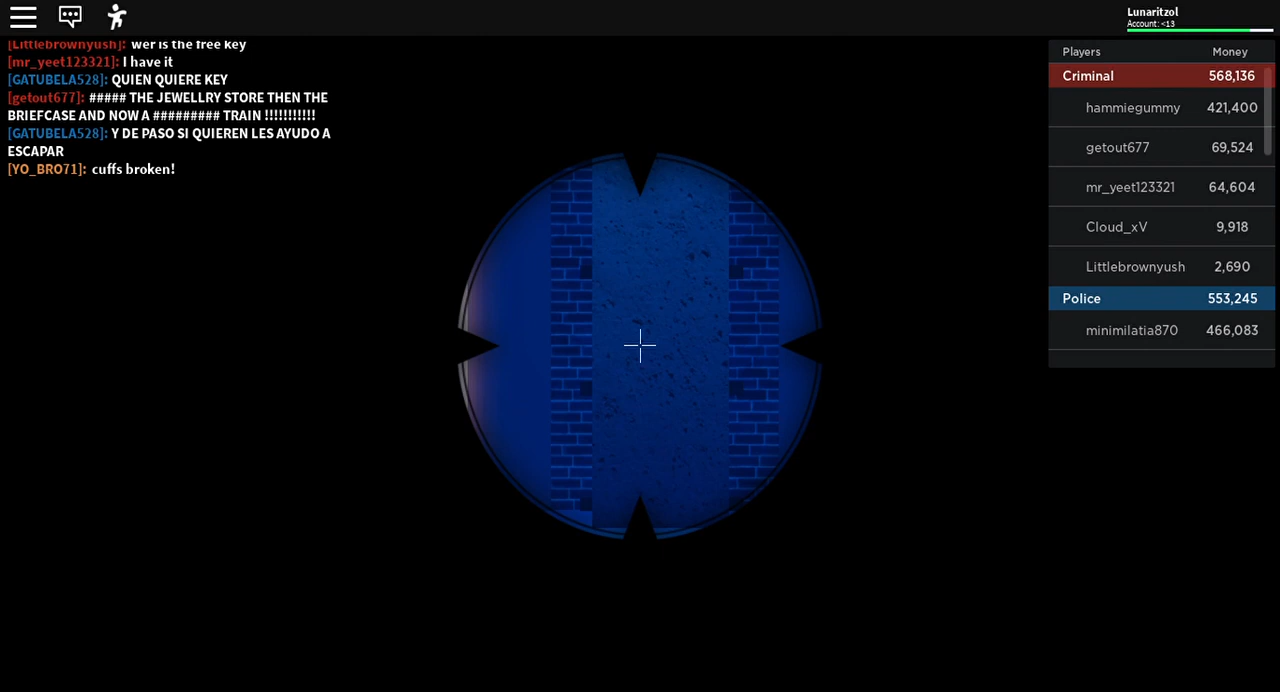 Lunaritzol
Account: <13
[Littlebrownyush]: wer is the free key
[mr_yeet123321]: I have it
[GATUBELA528]: QUIEN QUIERE KEY
[getout677]: ##### THE JEWELLRY STORE THEN THE
BRIEFCASE AND NOW A ######### TRAIN !!!!!!!!!!!
[GATUBELA528]: Y DE PASO SI QUIEREN LES AYUDO A
ESCAPAR
[YO_BRO71]: cuffs broken!
Players Money
Criminal 568,136
hammiegummy 421,400
getout677 69,524
mr_yeet123321 64,604
Cloud_xV 9,918
Littlebrownyush 2,690
Police 553,245
minimilatia870 466,083